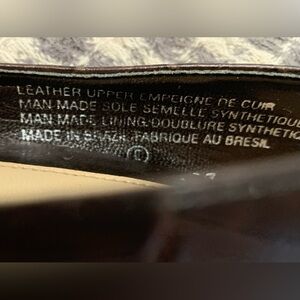 LEATHER UPPER EMPEIGNE DE CUIR
MAN MADE SOLE SEMELLE SYNTHETIQUE
MAN MADE LINING/DOUBLURE SYNTHETIQ
MADE IN BRAZIL FABRIQUE AU BRESIL